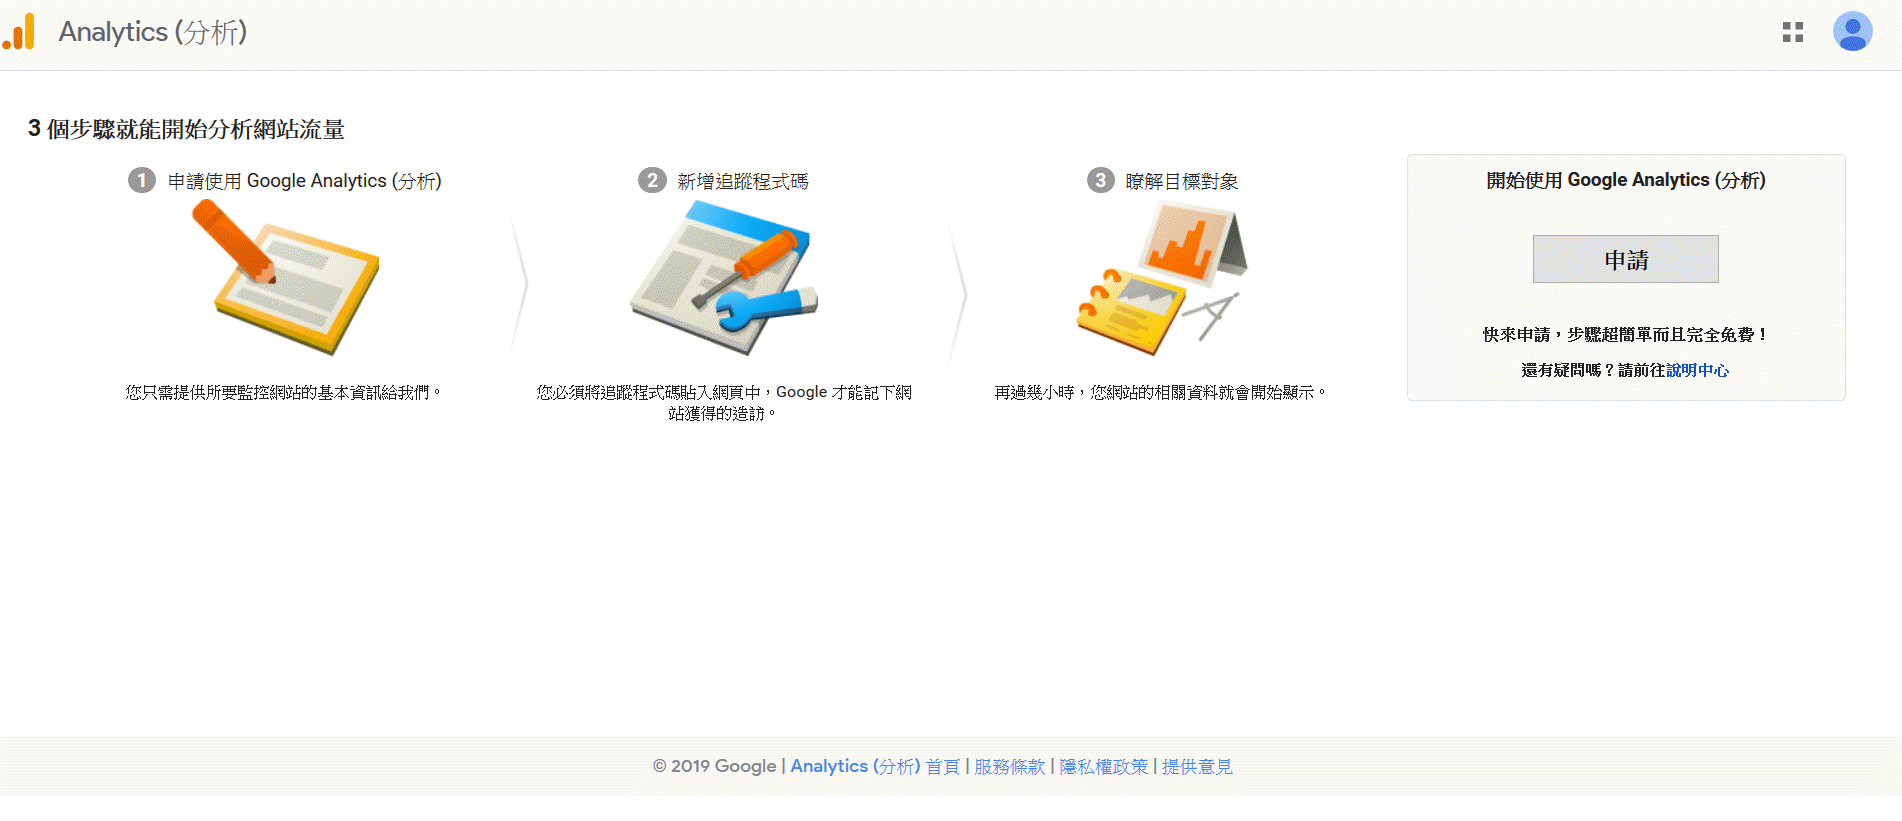 Analytics (分析)
3 個步驟就能開始分析網站流量
1 申請使用 Google Analytics (分析)
您只需提供所要監控網站的基本資訊給我們。
2 新增追蹤程式碼
您必須將追蹤程式碼貼入網頁中，Google 才能記下網
站獲得的造訪。
3 瞭解目標對象
再過幾小時，您網站的相關資料就會開始顯示。
開始使用 Google Analytics (分析)
申請
快來申請，步驟超簡單而且完全免費！
還有疑問嗎？請前往說明中心
© 2019 Google | Analytics (分析) 首頁 | 服務條款 | 隱私權政策 | 提供意見